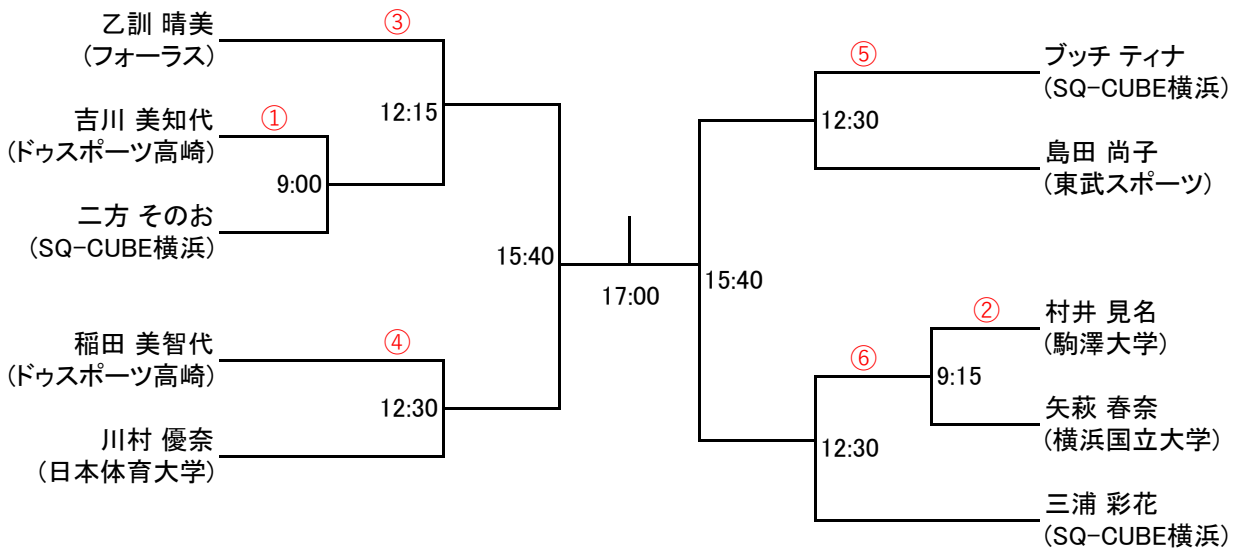 乙訓 晴美
(フォーラス)
③
12:15
吉川 美知代
(ドゥスポーツ高崎)
①
9:00
二方 そのお
(SQ-CUBE横浜)
15:40
稲田 美智代
(ドゥスポーツ高崎)
④
12:30
川村 優奈
(日本体育大学)
17:00
⑤
ブッチ ティナ
(SQ-CUBE横浜)
12:30
島田 尚子
(東武スポーツ)
15:40
②
村井 見名
(駒澤大学)
⑥
9:15
矢萩 春奈
(横浜国立大学)
12:30
三浦 彩花
(SQ-CUBE横浜)